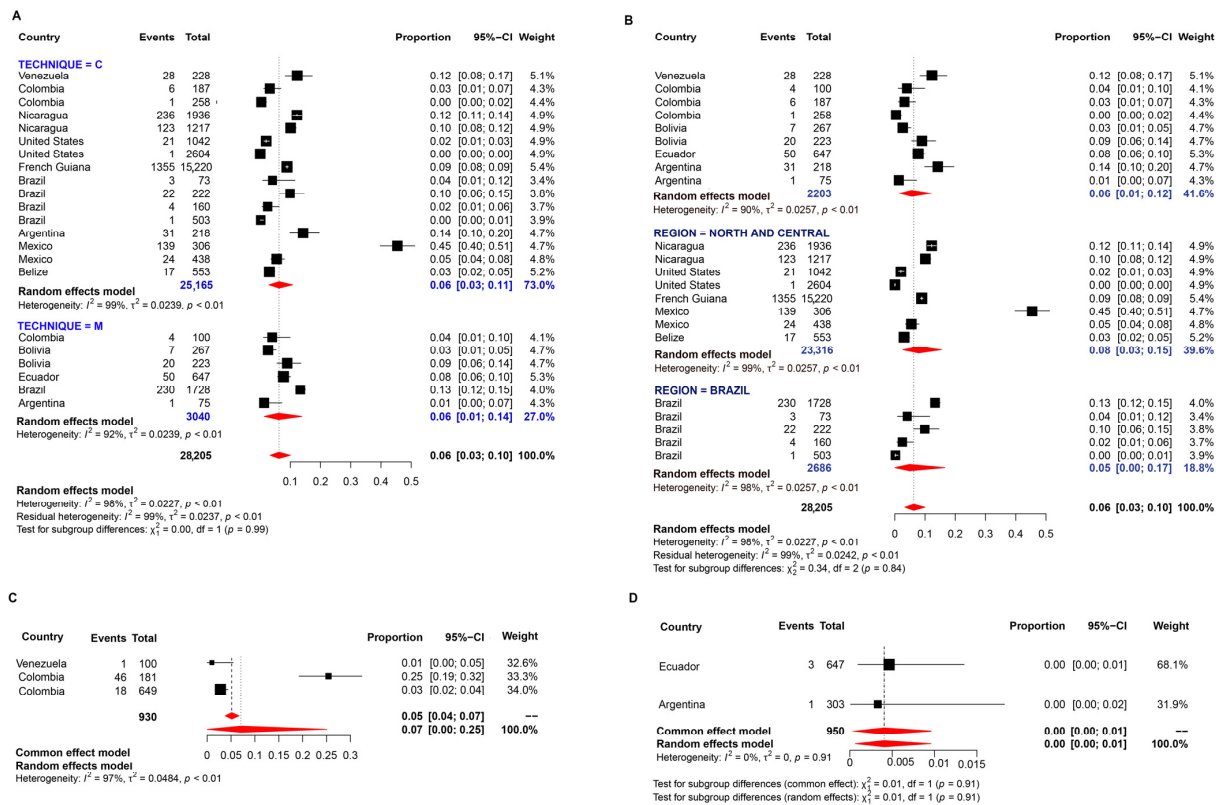 A
Country Events Total Proportion 95%−CI Weight
TECHNIQUE = C
Venezuela 28 228 0.12 [0.08; 0.17] 5.1%
Colombia 6 187 0.03 [0.01; 0.07] 4.3%
Colombia 1 258 0.00 [0.00; 0.02] 4.4%
Nicaragua 236 1936 0.12 [0.11; 0.14] 4.9%
Nicaragua 123 1217 0.10 [0.08; 0.12] 4.9%
United States 21 1042 0.02 [0.01; 0.03] 4.9%
United States 1 2604 0.00 [0.00; 0.00] 4.9%
French Guiana 1355 15,220 0.09 [0.08; 0.09] 4.9%
Brazil 3 73 0.04 [0.01; 0.12] 3.4%
Brazil 22 222 0.10 [0.06; 0.15] 3.0%
Brazil 4 160 0.02 [0.01; 0.06] 4.2%
Brazil 1 503 0.00 [0.00; 0.01] 4.7%
Argentina 31 218 0.14 [0.10; 0.20] 4.7%
Mexico 139 306 0.45 [0.40; 0.51] 4.7%
Mexico 24 438 0.05 [0.04; 0.08] 4.8%
Belize 17 553 0.03 [0.02; 0.05] 5.2%
25,165 0.06 [0.03; 0.11] 73.0%
Random effects model
Heterogeneity: I² = 99%, τ² = 0.0239, p < 0.01
TECHNIQUE = M
Colombia 4 100 0.04 [0.01; 0.10] 4.1%
Bolivia 7 267 0.03 [0.01; 0.05] 4.4%
Bolivia 20 223 0.09 [0.06; 0.14] 4.7%
Ecuador 50 647 0.08 [0.06; 0.10] 5.3%
Brazil 230 1728 0.13 [0.12; 0.15] 4.0%
Argentina 1 75 0.01 [0.00; 0.07] 4.3%
3040 0.06 [0.01; 0.14] 27.0%
Random effects model
Heterogeneity: I² = 92%, τ² = 0.0239, p < 0.01
28,205 0.06 [0.03; 0.10] 100.0%
0.1 0.2 0.3 0.4 0.5
Random effects model
Heterogeneity: I² = 98%, τ² = 0.0227, p < 0.01
Residual heterogeneity: I² = 99%, τ² = 0.0237, p < 0.01
Test for subgroup differences: χ²₁ = 0.00, df = 1 (p = 0.99)
B
Country Events Total Proportion 95%−CI Weight
Venezuela 28 228 0.12 [0.08; 0.17] 5.1%
Colombia 4 100 0.04 [0.01; 0.10] 4.1%
Colombia 6 187 0.03 [0.01; 0.07] 4.3%
Colombia 1 258 0.00 [0.00; 0.02] 4.4%
Bolivia 7 267 0.03 [0.01; 0.05] 4.4%
Bolivia 20 223 0.09 [0.06; 0.14] 4.7%
Ecuador 50 647 0.08 [0.06; 0.10] 5.3%
Argentina 31 218 0.14 [0.10; 0.20] 4.7%
Argentina 1 75 0.01 [0.00; 0.07] 4.3%
Random effects model 2203 0.06 [0.01; 0.12] 41.6%
Heterogeneity: I² = 90%, τ² = 0.0257, p < 0.01
REGION = NORTH AND CENTRAL
Nicaragua 236 1936 0.12 [0.11; 0.14] 4.9%
Nicaragua 123 1217 0.10 [0.08; 0.12] 4.9%
United States 21 1042 0.02 [0.01; 0.03] 4.9%
United States 1 2604 0.00 [0.00; 0.00] 4.9%
French Guiana 1355 15,220 0.09 [0.08; 0.09] 4.9%
Mexico 139 306 0.45 [0.40; 0.51] 4.7%
Mexico 24 438 0.05 [0.04; 0.08] 4.8%
Belize 17 553 0.03 [0.02; 0.05] 5.2%
Random effects model 23,316 0.08 [0.03; 0.15] 39.6%
Heterogeneity: I² = 99%, τ² = 0.0257, p < 0.01
REGION = BRAZIL
Brazil 230 1728 0.13 [0.12; 0.15] 4.0%
Brazil 3 73 0.04 [0.01; 0.12] 3.4%
Brazil 22 222 0.10 [0.06; 0.15] 3.8%
Brazil 4 160 0.02 [0.01; 0.06] 3.7%
Brazil 1 503 0.00 [0.00; 0.01] 3.9%
Random effects model 2686 0.05 [0.00; 0.17] 18.8%
Heterogeneity: I² = 98%, τ² = 0.0257, p < 0.01
28,205 0.06 [0.03; 0.10] 100.0%
Random effects model
0 0.1 0.2 0.3 0.4 0.5
Heterogeneity: I² = 98%, τ² = 0.0227, p < 0.01
Residual heterogeneity: I² = 99%, τ² = 0.0242, p < 0.01
Test for subgroup differences: χ²₂ = 0.34, df = 2 (p = 0.84)
C
Country Events Total Proportion 95%−CI Weight
Venezuela 1 100 0.01 [0.00; 0.05] 32.6%
Colombia 46 181 0.25 [0.19; 0.32] 33.3%
Colombia 18 649 0.03 [0.02; 0.04] 34.0%
930 0.05 [0.04; 0.07] −−
0.07 [0.00; 0.25] 100.0%
0 0.05 0.1 0.15 0.2 0.25 0.3
Common effect model
Random effects model
Heterogeneity: I² = 97%, τ² = 0.0484, p < 0.01
D
Country Events Total Proportion 95%−CI Weight
Ecuador 3 647 0.00 [0.00; 0.01] 68.1%
Argentina 1 303 0.00 [0.00; 0.02] 31.9%
Common effect model 950 0.00 [0.00; 0.01] −−
Random effects model 0.00 [0.00; 0.01] 100.0%
Heterogeneity: I² = 0%, τ² = 0, p = 0.91
0 0.005 0.01 0.015
Test for subgroup differences (common effect): χ²₁ = 0.01, df = 1 (p = 0.91)
Test for subgroup differences (random effects): χ²₁ = 0.01, df = 1 (p = 0.91)